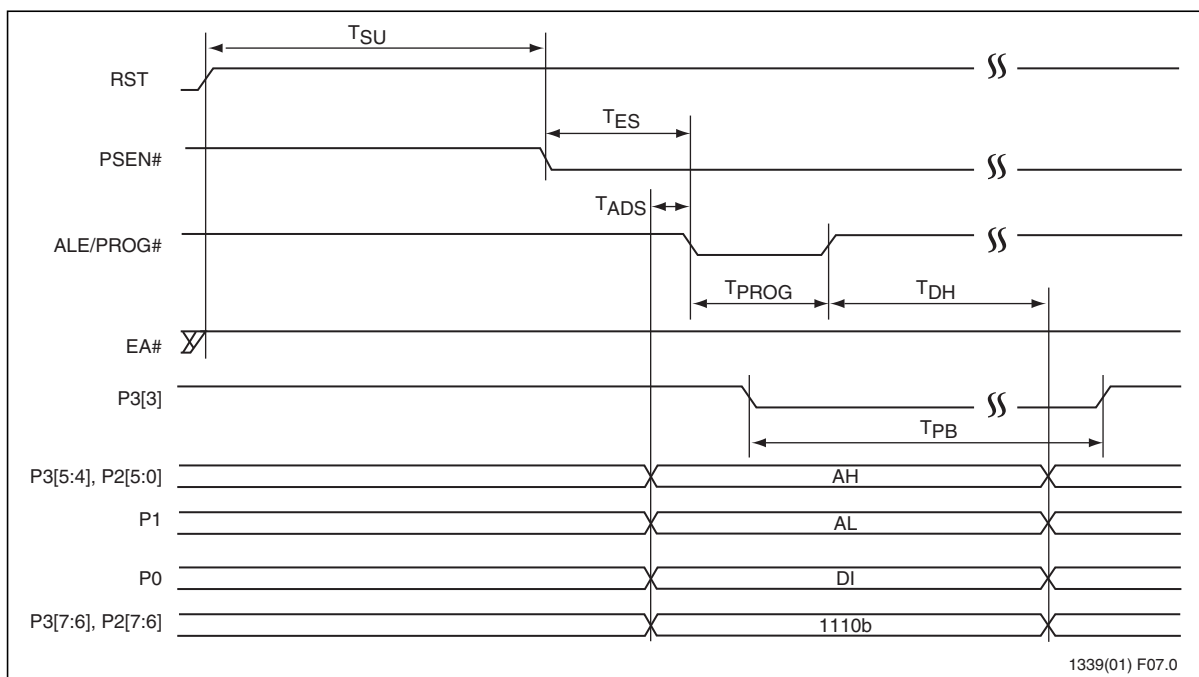 TSU
RST
TES
PSEN#
TADS
ALE/PROG#
TPROG
TDH
EA#
P3[3]
TPB
P3[5:4], P2[5:0]
AH
P1
AL
P0
DI
P3[7:6], P2[7:6]
1110b
1339(01) F07.0